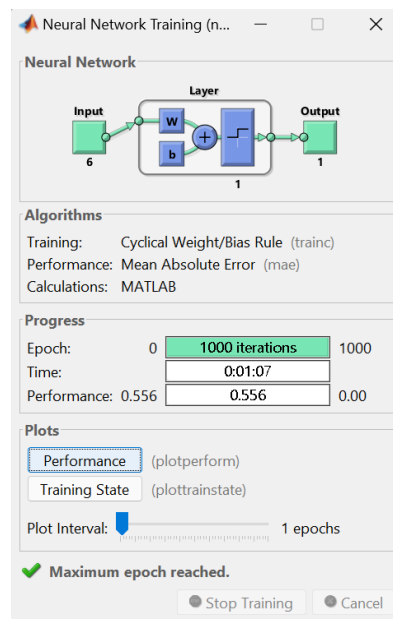 Neural Network Training (n...
Neural Network
Layer
Input
Output
W
b
+
6
1
1
Algorithms
Training: Cyclical Weight/Bias Rule (trainc)
Performance: Mean Absolute Error (mae)
Calculations: MATLAB
Progress
Epoch: 0 1000 iterations 1000
Time: 0:01:07
Performance: 0.556 0.556 0.00
Plots
Performance (plotperform)
Training State (plottrainstate)
Plot Interval: 1 epochs
Maximum epoch reached.
Stop Training Cancel